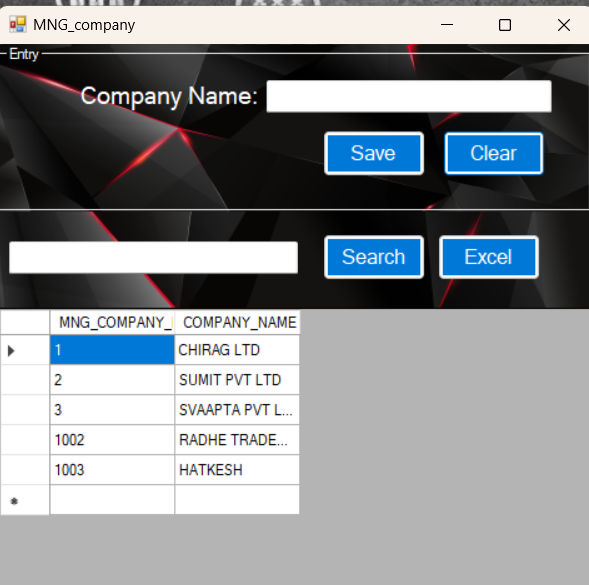 MNG_company
Entry
Company Name:
Save Clear
Search Excel
MNG_COMPANY_ COMPANY_NAME
1 CHIRAG LTD
2 SUMIT PVT LTD
3 SVAAPTA PVT L...
1002 RADHE TRADE...
1003 HATKESH